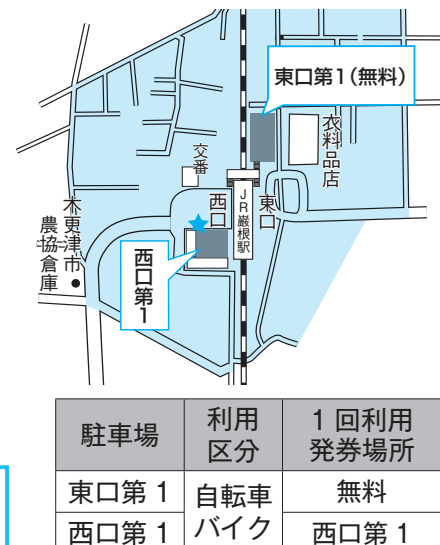 東口第1(無料)
衣料品店
交番
西口
JR巌根駅
東口
木更津市
農協倉庫
西口第1
駐車場
利用
区分
1回利用
発券場所
東口第1
自転車
バイク
無料
西口第1
西口第1